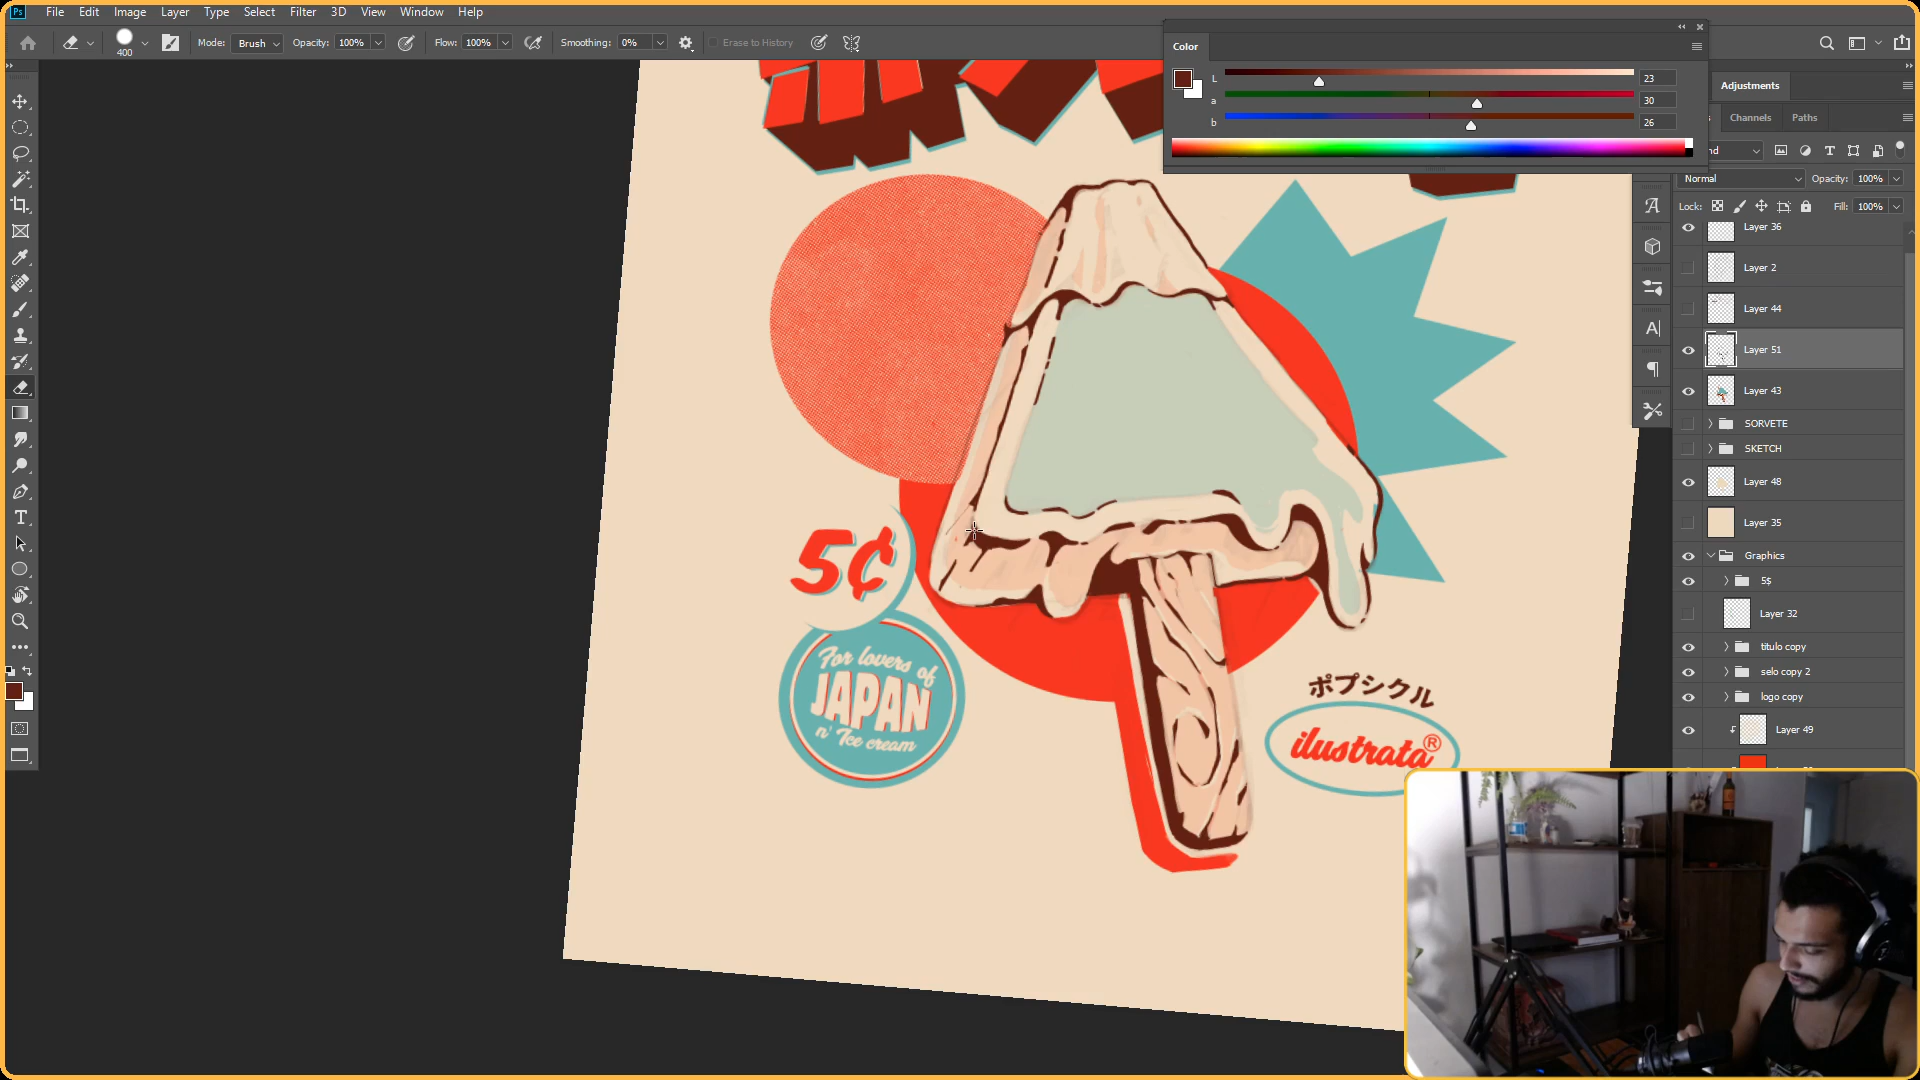 Ps File Edit Image Layer Type Select Filter 3D View Window Help
400 Mode: Brush Opacity: 100% Flow: 100% Smoothing: 0% Erase to History
Color
L 23
a 30
b 26
Adjustments
Channels Paths
Normal Opacity: 100%
Lock: Fill: 100%
Layer 36
Layer 2
Layer 44
Layer 51
Layer 43
SORVETE
SKETCH
Layer 48
Layer 35
Graphics
5$
Layer 32
titulo copy
selo copy 2
logo copy
Layer 49
5¢
For lovers of
JAPAN
n' Ice cream
ポプシクル
ilustrata®